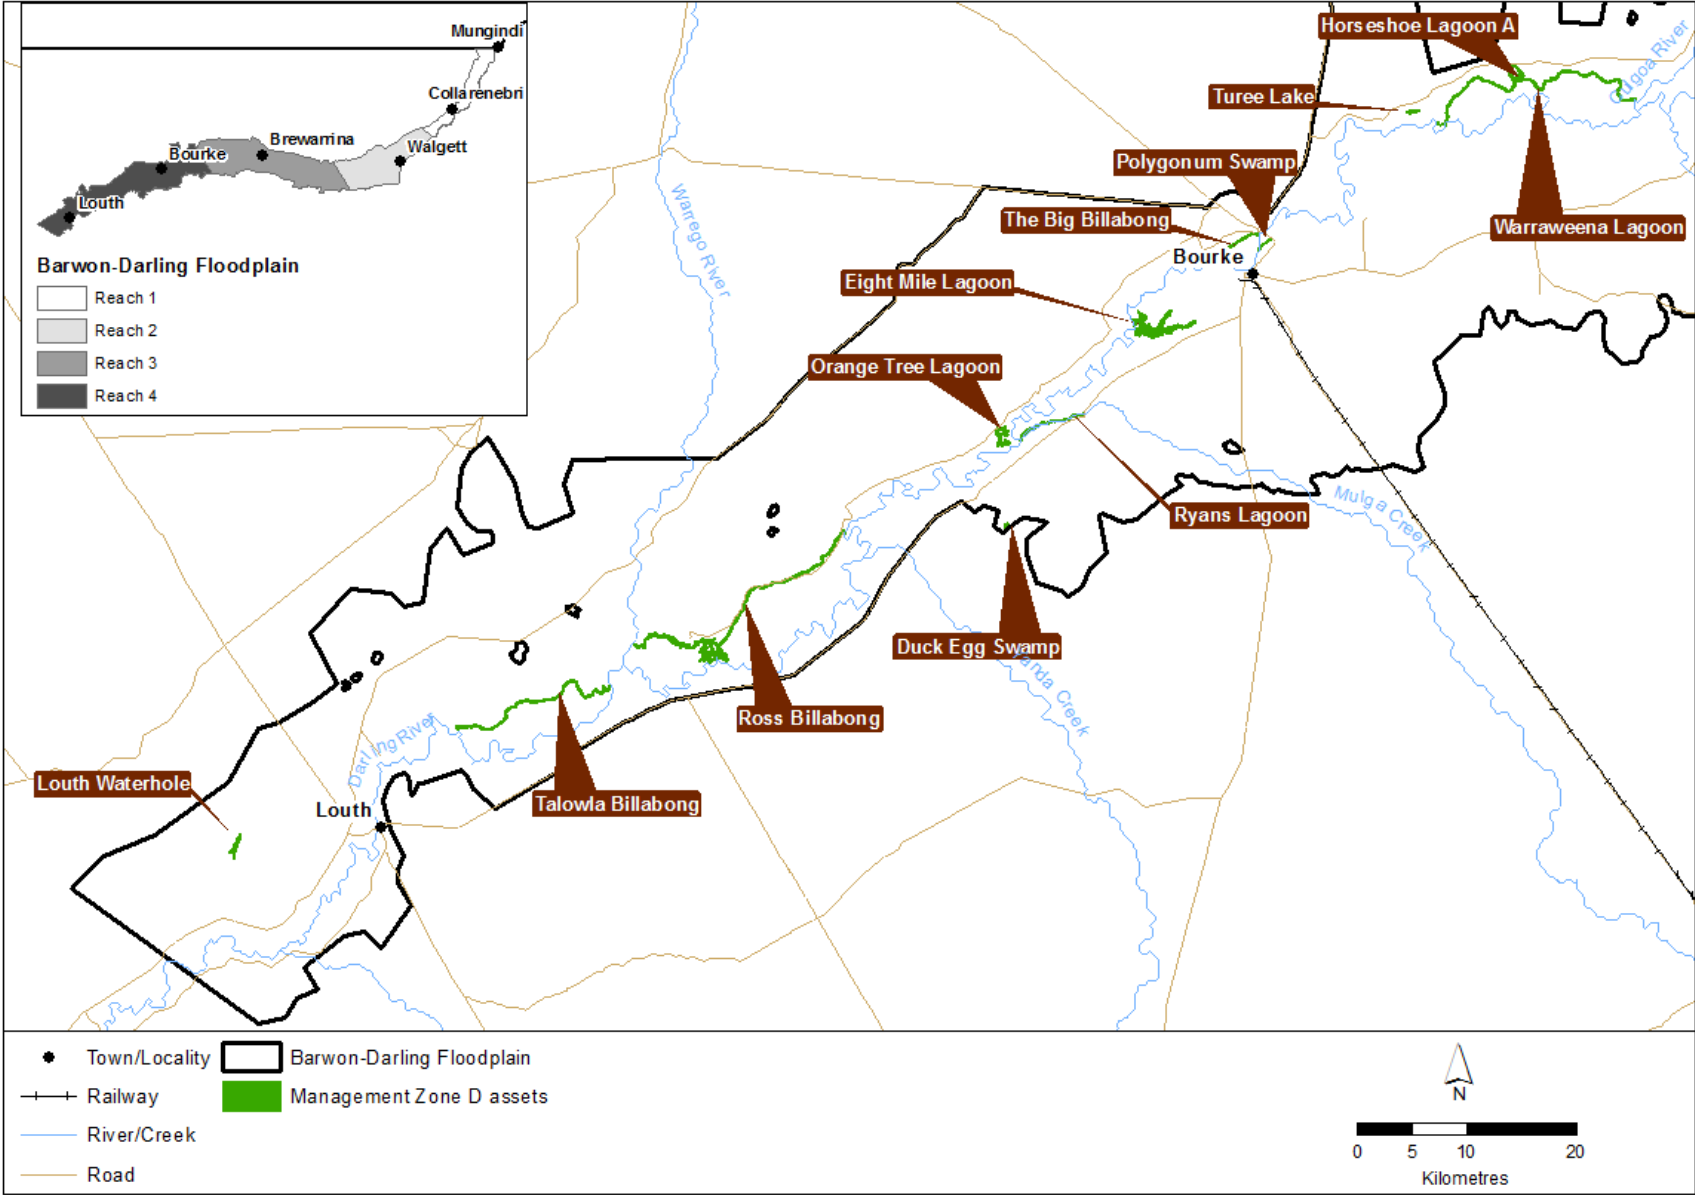 Mungindi
Collarenebri
Brewarrina
Bourke
Walgett
Louth
Barwon-Darling Floodplain
Reach 1
Reach 2
Reach 3
Reach 4
Horseshoe Lagoon A
Culgoa River
Turee Lake
Polygonum Swamp
Warrego River
The Big Billabong
Warraweena Lagoon
Bourke
Eight Mile Lagoon
Orange Tree Lagoon
Mulga Creek
Ryans Lagoon
Duck Egg Swamp
Yanda Creek
Ross Billabong
Darling River
Louth Waterhole
Talowla Billabong
Louth
Town/Locality
Barwon-Darling Floodplain
Railway
Management Zone D assets
River/Creek
Road
N
0 5 10 20
Kilometres